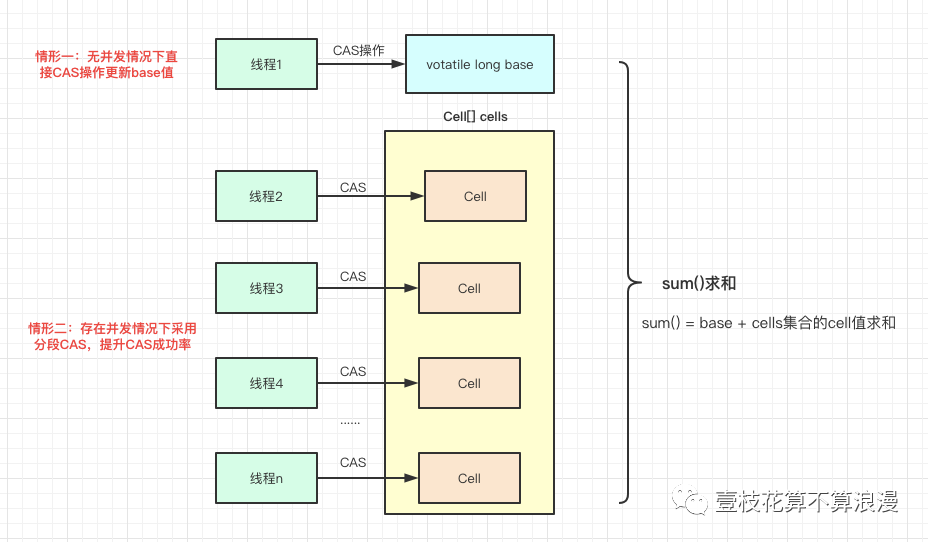 情形一：无并发情况下直
接CAS操作更新base值
线程1
CAS操作
votatile long base
Cell[] cells
线程2
CAS
Cell
线程3
CAS
Cell
情形二：存在并发情况下采用
分段CAS，提升CAS成功率
线程4
CAS
Cell
......
线程n
CAS
Cell
sum()求和
sum() = base + cells集合的cell值求和
壹枝花算不算浪漫